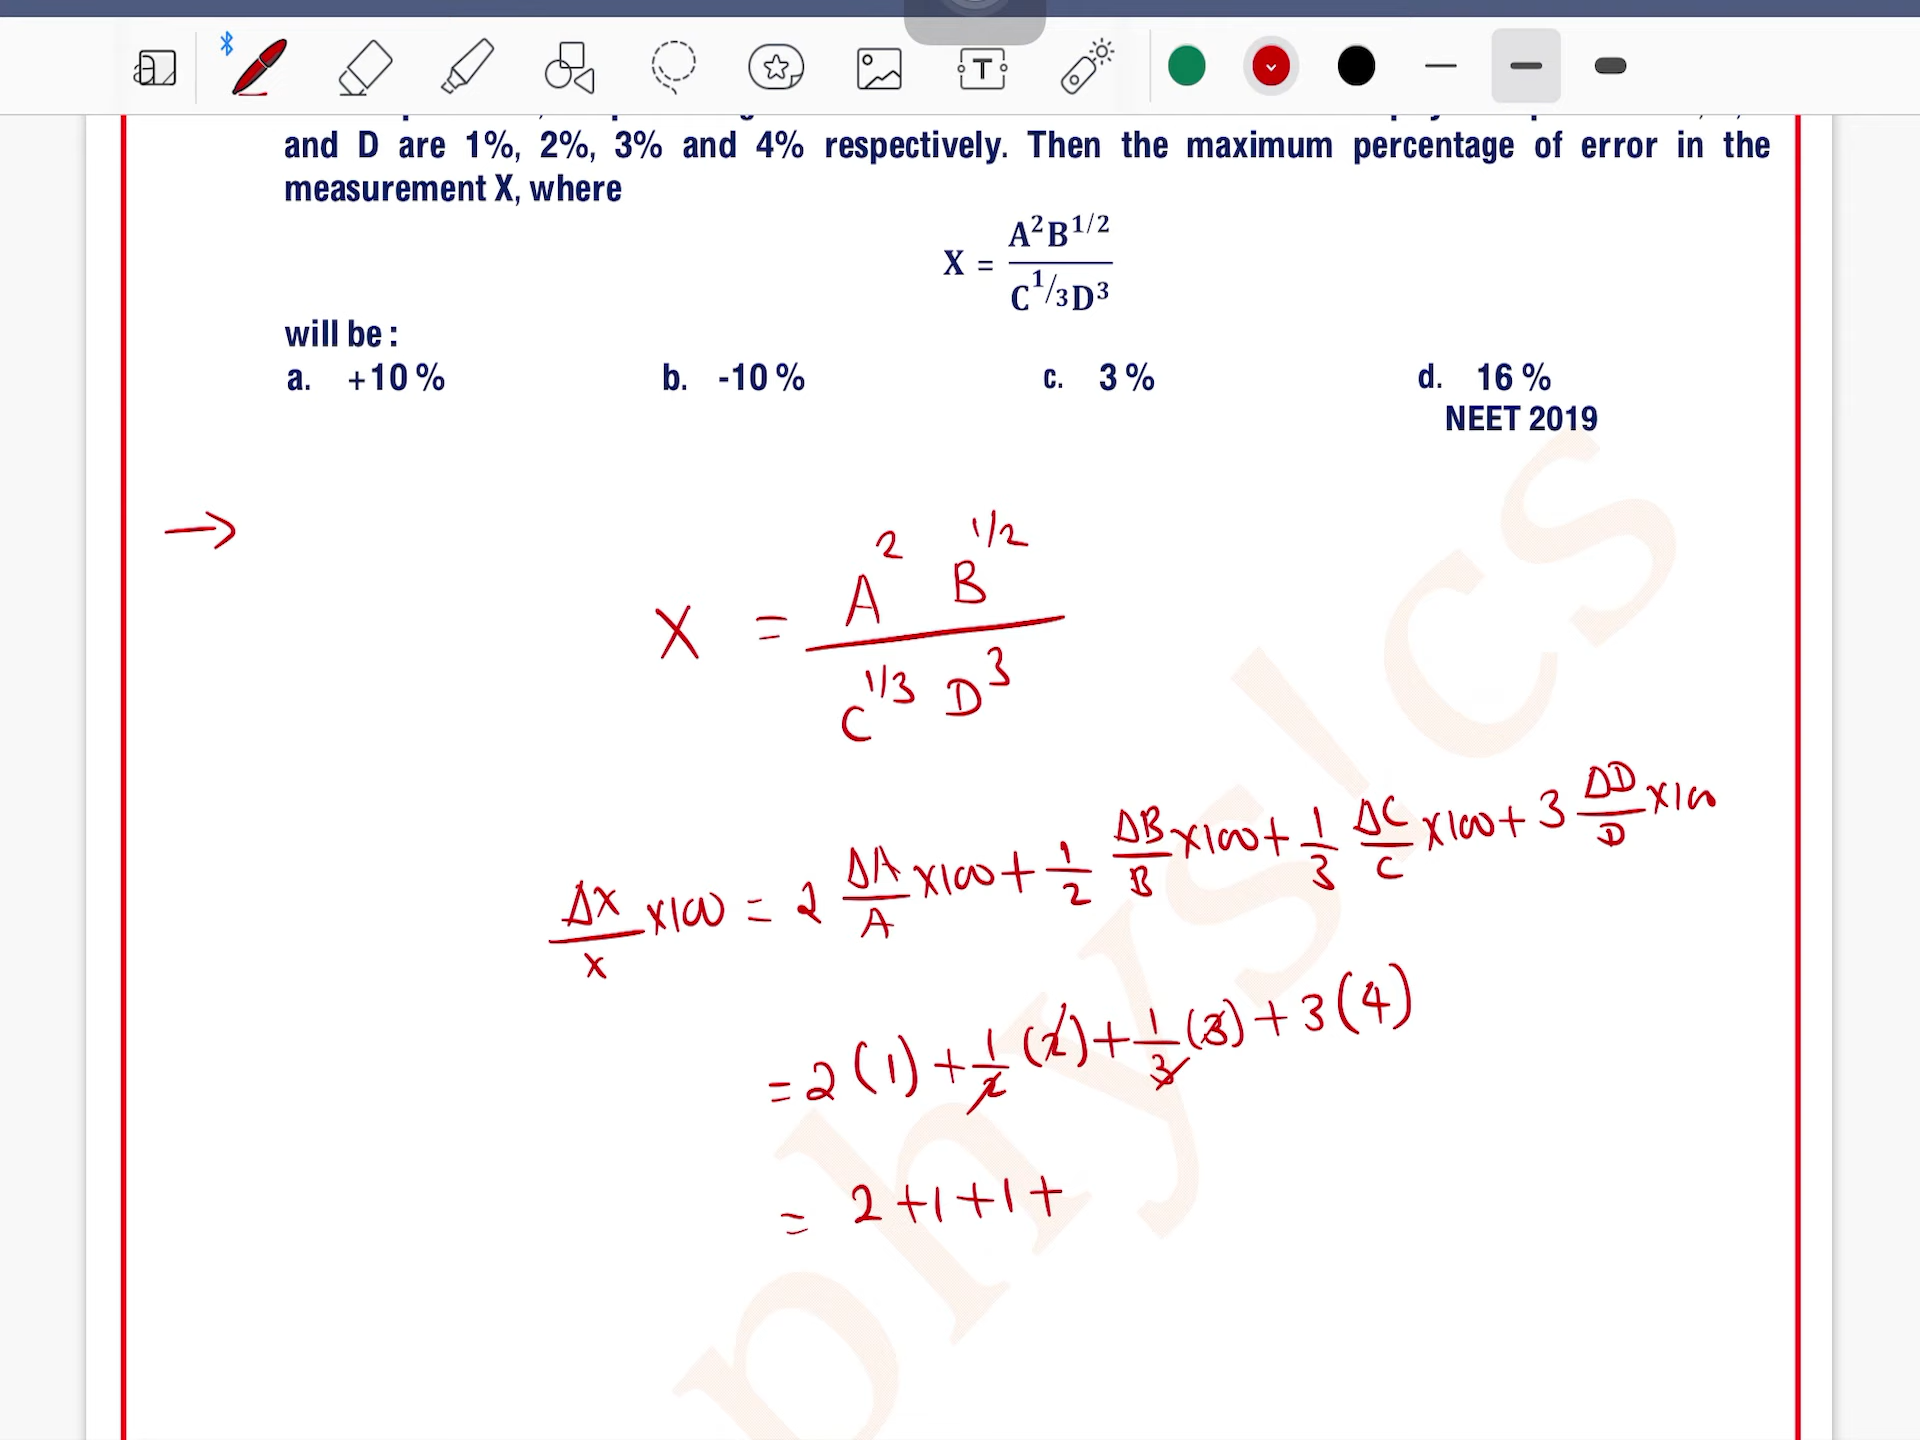 and D are 1%, 2%, 3% and 4% respectively. Then the maximum percentage of error in the
measurement X, where
X = A²B^1/2 / C^1/3 D³
will be :
a. +10 % b. -10 % c. 3 % d. 16 %
NEET 2019
→ X = A² B^1/2 / C^1/3 D³
ΔX/x ×100 = 2 ΔA/A ×100 + 1/2 ΔB/B ×100 + 1/3 ΔC/C ×100 + 3 ΔD/D ×100
= 2(1) + 1/2 (2) + 1/3 (3) + 3(4)
= 2+1+1+
phys!cs